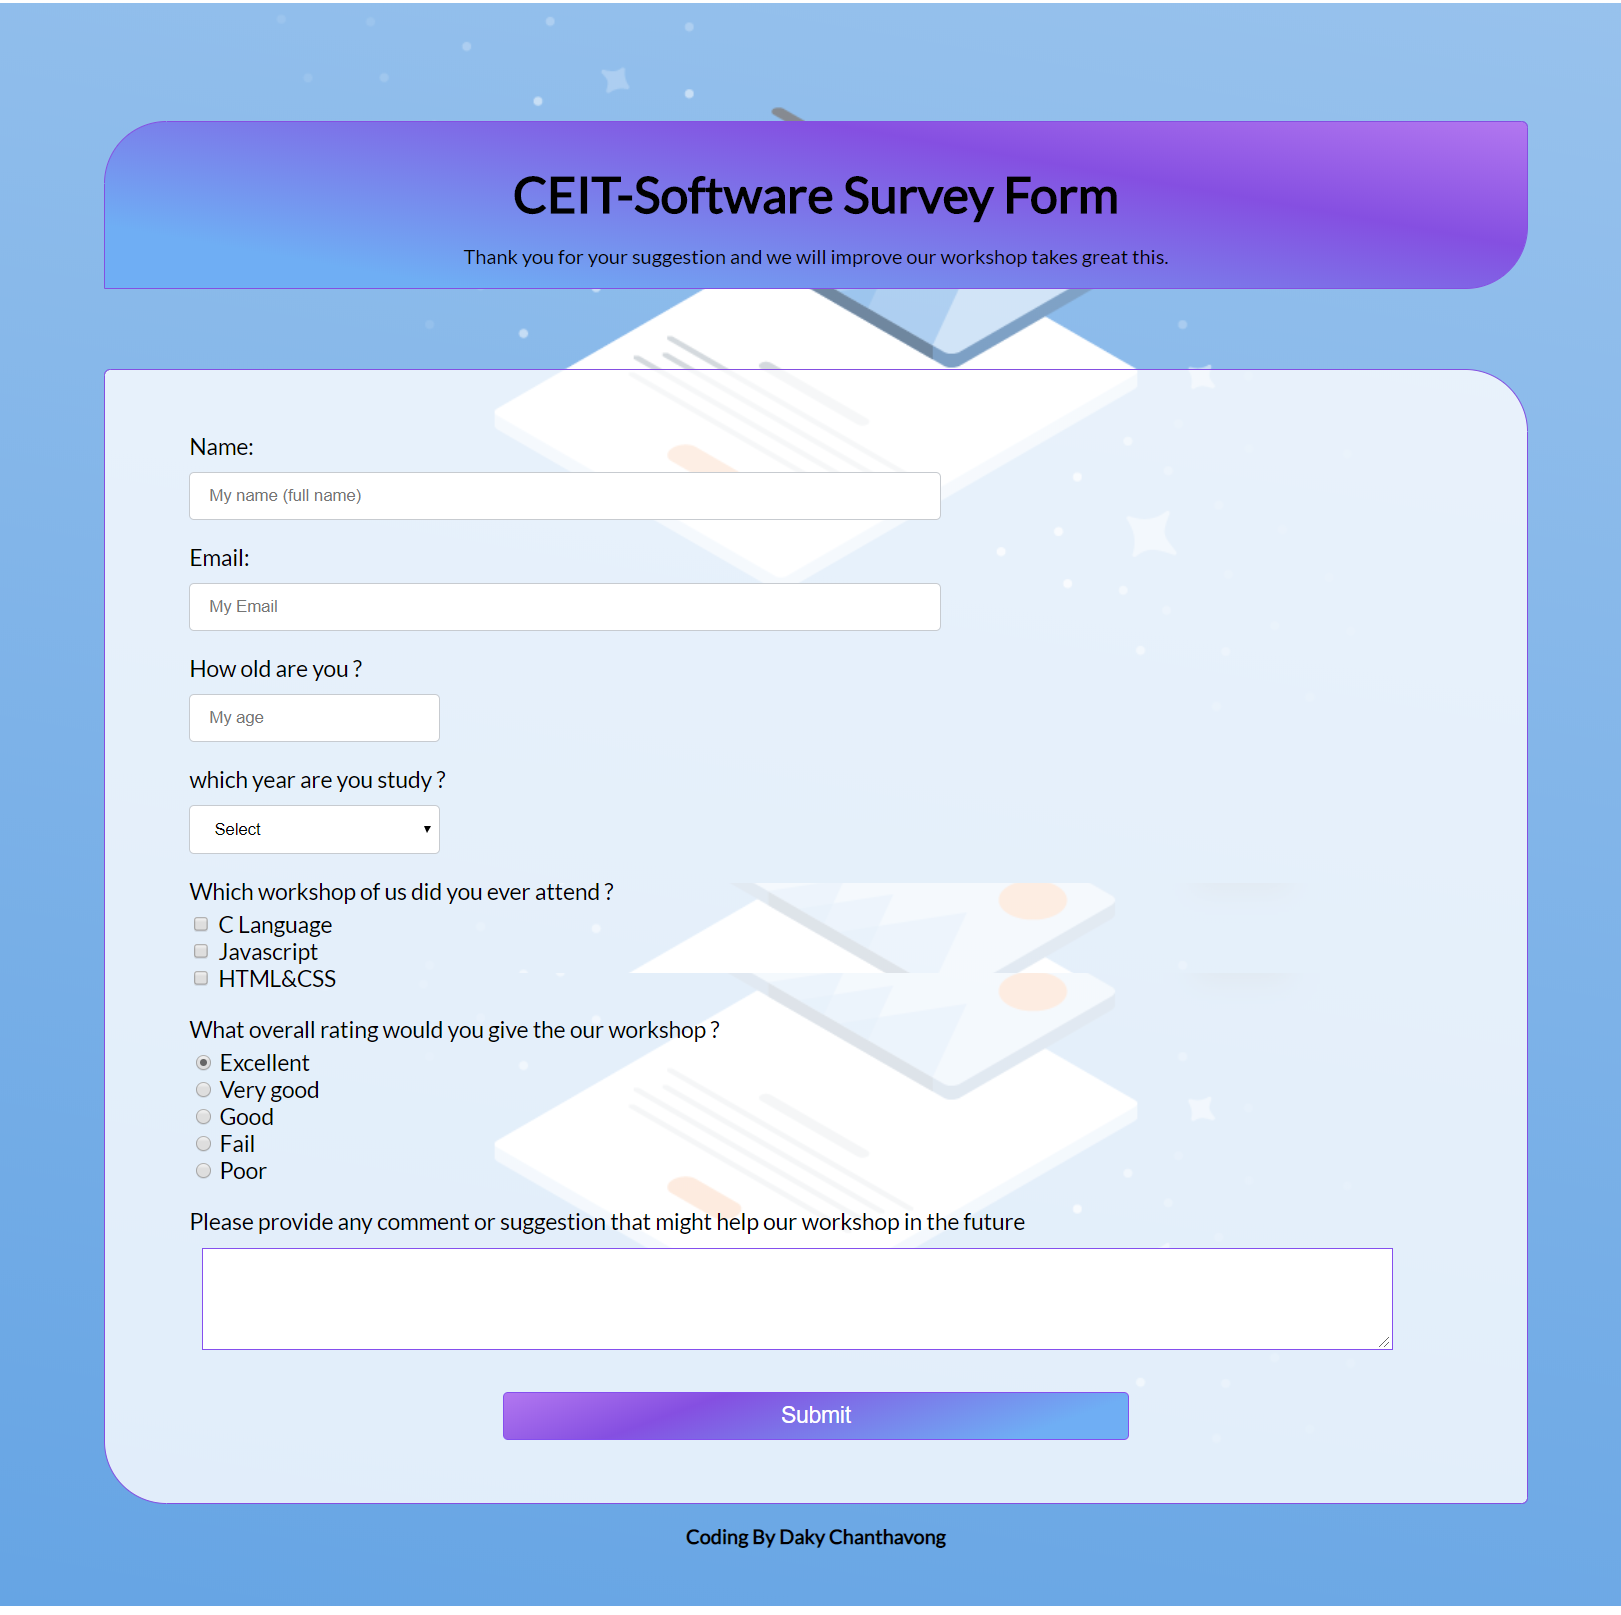 CEIT-Software Survey Form
Thank you for your suggestion and we will improve our workshop takes great this.
Name:
My name (full name)
Email:
My Email
How old are you ?
My age
which year are you study ?
Select
Which workshop of us did you ever attend ?
C Language
Javascript
HTML&CSS
What overall rating would you give the our workshop ?
Excellent
Very good
Good
Fail
Poor
Please provide any comment or suggestion that might help our workshop in the future
Submit
Coding By Daky Chanthavong